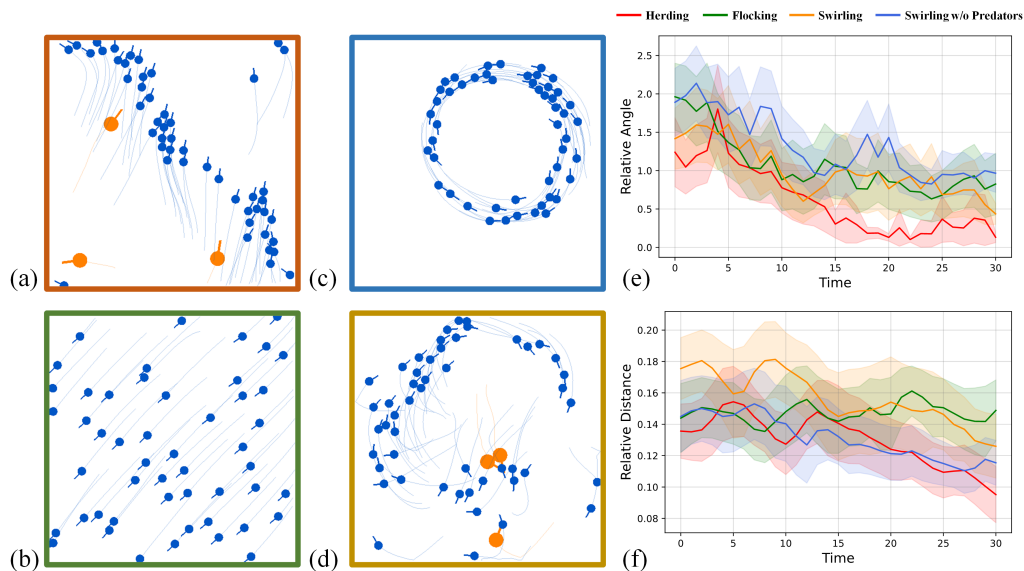 Herding Flocking Swirling Swirling w/o Predators
(a)
(c)
(e)
Relative Angle
2.5
2.0
1.5
1.0
0.5
0.0
0 5 10 15 20 25 30
Time
(b)
(d)
(f)
Relative Distance
0.20
0.18
0.16
0.14
0.12
0.10
0.08
0 5 10 15 20 25 30
Time